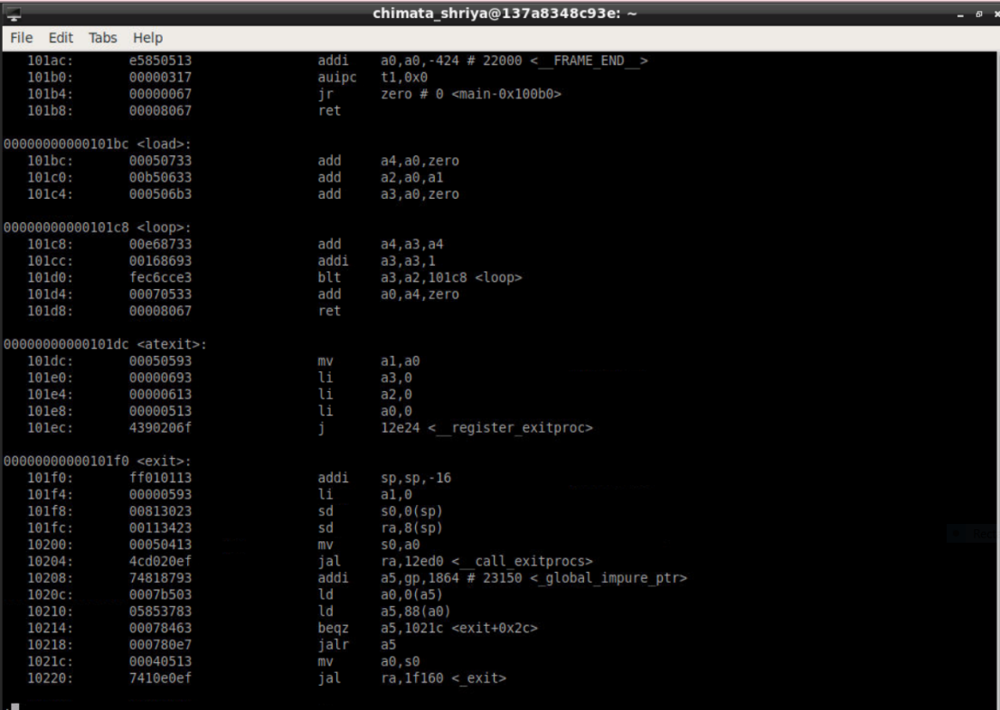 chimata_shriya@137a8348c93e: ~
File Edit Tabs Help
101ac: e5850513 addi a0,a0,-424 # 22000 <__FRAME_END__>
101b0: 00000317 auipc t1,0x0
101b4: 00000067 jr zero # 0 <main-0x100b0>
101b8: 00008067 ret
00000000000101bc <load>:
101bc: 00050733 add a4,a0,zero
101c0: 00b50633 add a2,a0,a1
101c4: 000506b3 add a3,a0,zero
00000000000101c8 <loop>:
101c8: 00e68733 add a4,a3,a4
101cc: 00168693 addi a3,a3,1
101d0: fec6cce3 blt a3,a2,101c8 <loop>
101d4: 00070533 add a0,a4,zero
101d8: 00008067 ret
00000000000101dc <atexit>:
101dc: 00050593 mv a1,a0
101e0: 00000693 li a3,0
101e4: 00000613 li a2,0
101e8: 00000513 li a0,0
101ec: 4390206f j 12e24 <__register_exitproc>
00000000000101f0 <exit>:
101f0: ff010113 addi sp,sp,-16
101f4: 00000593 li a1,0
101f8: 00813023 sd s0,0(sp)
101fc: 00113423 sd ra,8(sp)
10200: 00050413 mv s0,a0
10204: 4cd020ef jal ra,12ed0 <__call_exitprocs>
10208: 74818793 addi a5,gp,1864 # 23150 <_global_impure_ptr>
1020c: 0007b503 ld a0,0(a5)
10210: 05853783 ld a5,88(a0)
10214: 00078463 beqz a5,1021c <exit+0x2c>
10218: 000780e7 jalr a5
1021c: 00040513 mv a0,s0
10220: 7410e0ef jal ra,1f160 <_exit>
: